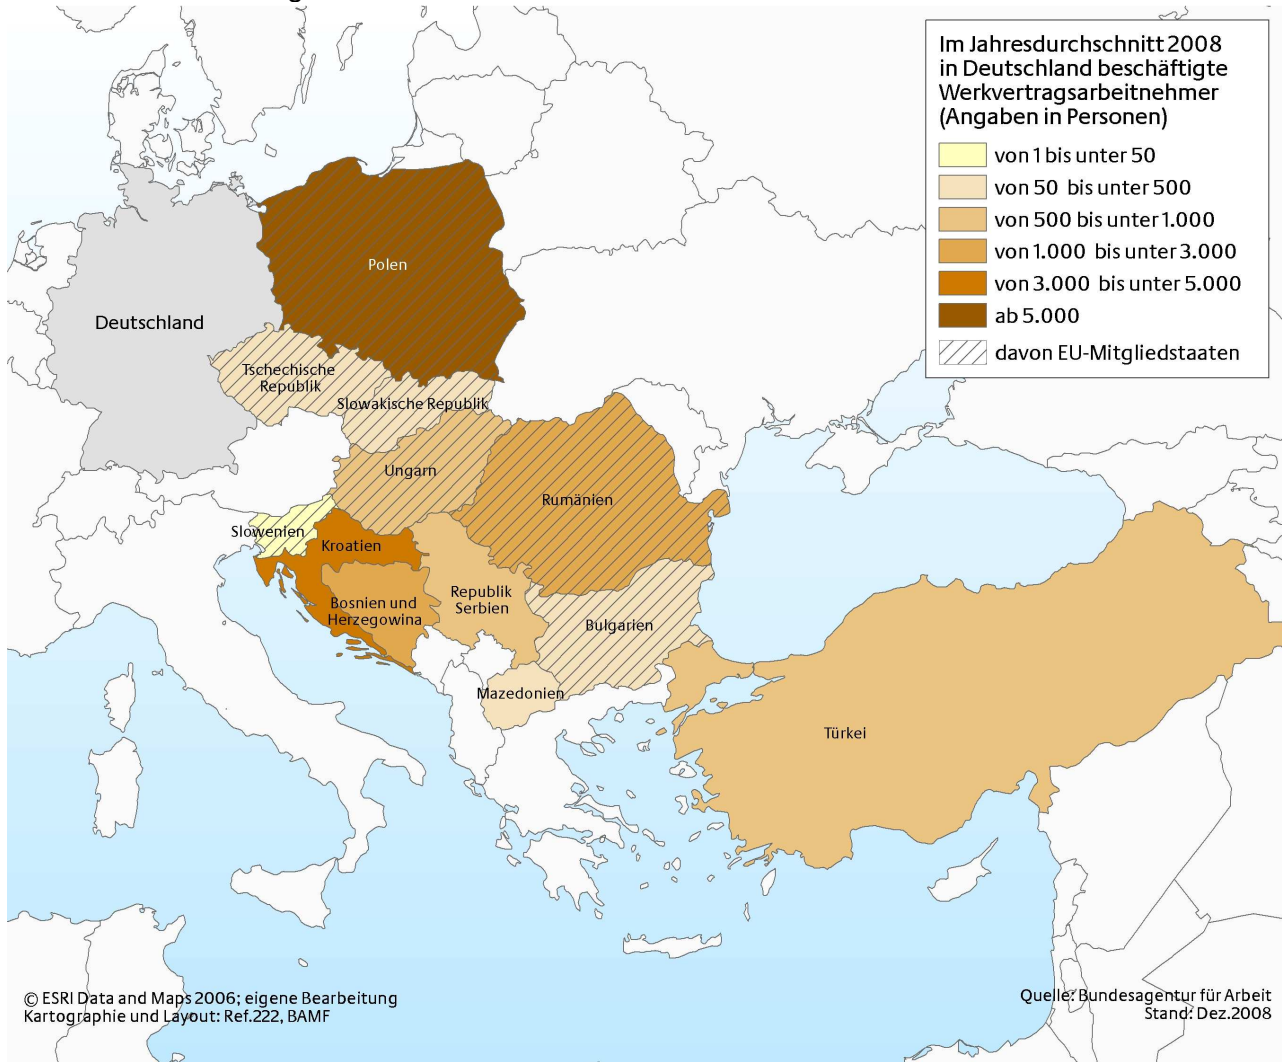 Im Jahresdurchschnitt 2008
in Deutschland beschäftigte
Werkvertragsarbeitnehmer
(Angaben in Personen)
von 1 bis unter 50
von 50 bis unter 500
von 500 bis unter 1.000
von 1.000 bis unter 3.000
von 3.000 bis unter 5.000
ab 5.000
davon EU-Mitgliedstaaten
Polen
Deutschland
Tschechische
Republik
Slowakische Republik
Ungarn
Rumänien
Slowenien
Kroatien
Bosnien und
Herzegowina
Republik
Serbien
Bulgarien
Mazedonien
Türkei
© ESRI Data and Maps 2006; eigene Bearbeitung
Kartographie und Layout: Ref.222, BAMF
Quelle: Bundesagentur für Arbeit
Stand: Dez.2008